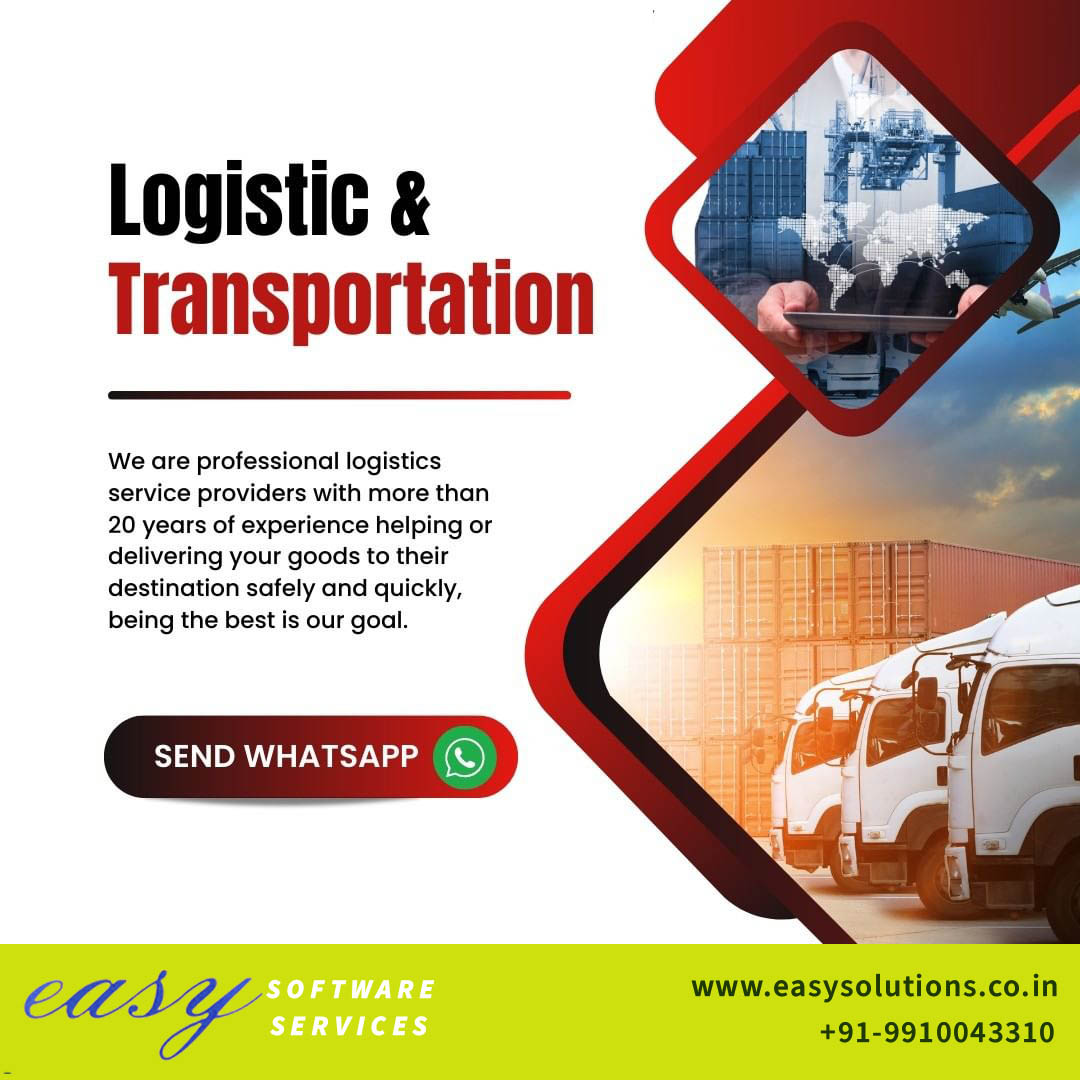 Logistic &
Transportation
We are professional logistics
service providers with more than
20 years of experience helping or
delivering your goods to their
destination safely and quickly,
being the best is our goal.
SEND WHATSAPP
easy SOFTWARE
SERVICES
www.easysolutions.co.in
+91-9910043310